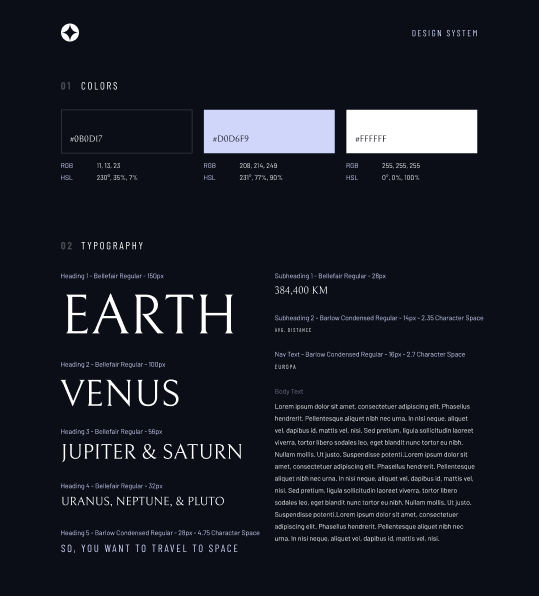 DESIGN SYSTEM
01 COLORS
#0B0D17
#D0D6F9
#FFFFFF
RGB 11, 13, 23
HSL 230°, 35%, 7%
RGB 208, 214, 249
HSL 231°, 77%, 90%
RGB 255, 255, 255
HSL 0°, 0%, 100%
02 TYPOGRAPHY
Heading 1 - Bellefair Regular - 150px
EARTH
Heading 2 - Bellefair Regular - 100px
VENUS
Heading 3 - Bellefair Regular - 56px
JUPITER & SATURN
Heading 4 - Bellefair Regular - 32px
URANUS, NEPTUNE, & PLUTO
Heading 5 - Barlow Condensed Regular - 28px - 4.75 Character Space
SO, YOU WANT TO TRAVEL TO SPACE
Subheading 1 - Bellefair Regular - 28px
384,400 KM
Subheading 2 - Barlow Condensed Regular - 14px - 2.35 Character Space
AVG. DISTANCE
Nav Text - Barlow Condensed Regular - 16px - 2.7 Character Space
EUROPA
Body Text
Lorem ipsum dolor sit amet, consectetuer adipiscing elit. Phasellus
hendrerit. Pellentesque aliquet nibh nec urna. In nisi neque, aliquet
vel, dapibus id, mattis vel, nisi. Sed pretium, ligula sollicitudin laoreet
viverra, tortor libero sodales leo, eget blandit nunc tortor eu nibh.
Nullam mollis. Ut justo. Suspendisse potenti.Lorem ipsum dolor sit
amet, consectetuer adipiscing elit. Phasellus hendrerit. Pellentesque
aliquet nibh nec urna. In nisi neque, aliquet vel, dapibus id, mattis vel,
nisi. Sed pretium, ligula sollicitudin laoreet viverra, tortor libero
sodales leo, eget blandit nunc tortor eu nibh. Nullam mollis. Ut justo.
Suspendisse potenti.Lorem ipsum dolor sit amet, consectetuer
adipiscing elit. Phasellus hendrerit. Pellentesque aliquet nibh nec
urna. In nisi neque, aliquet vel, dapibus id, mattis vel, nisi.